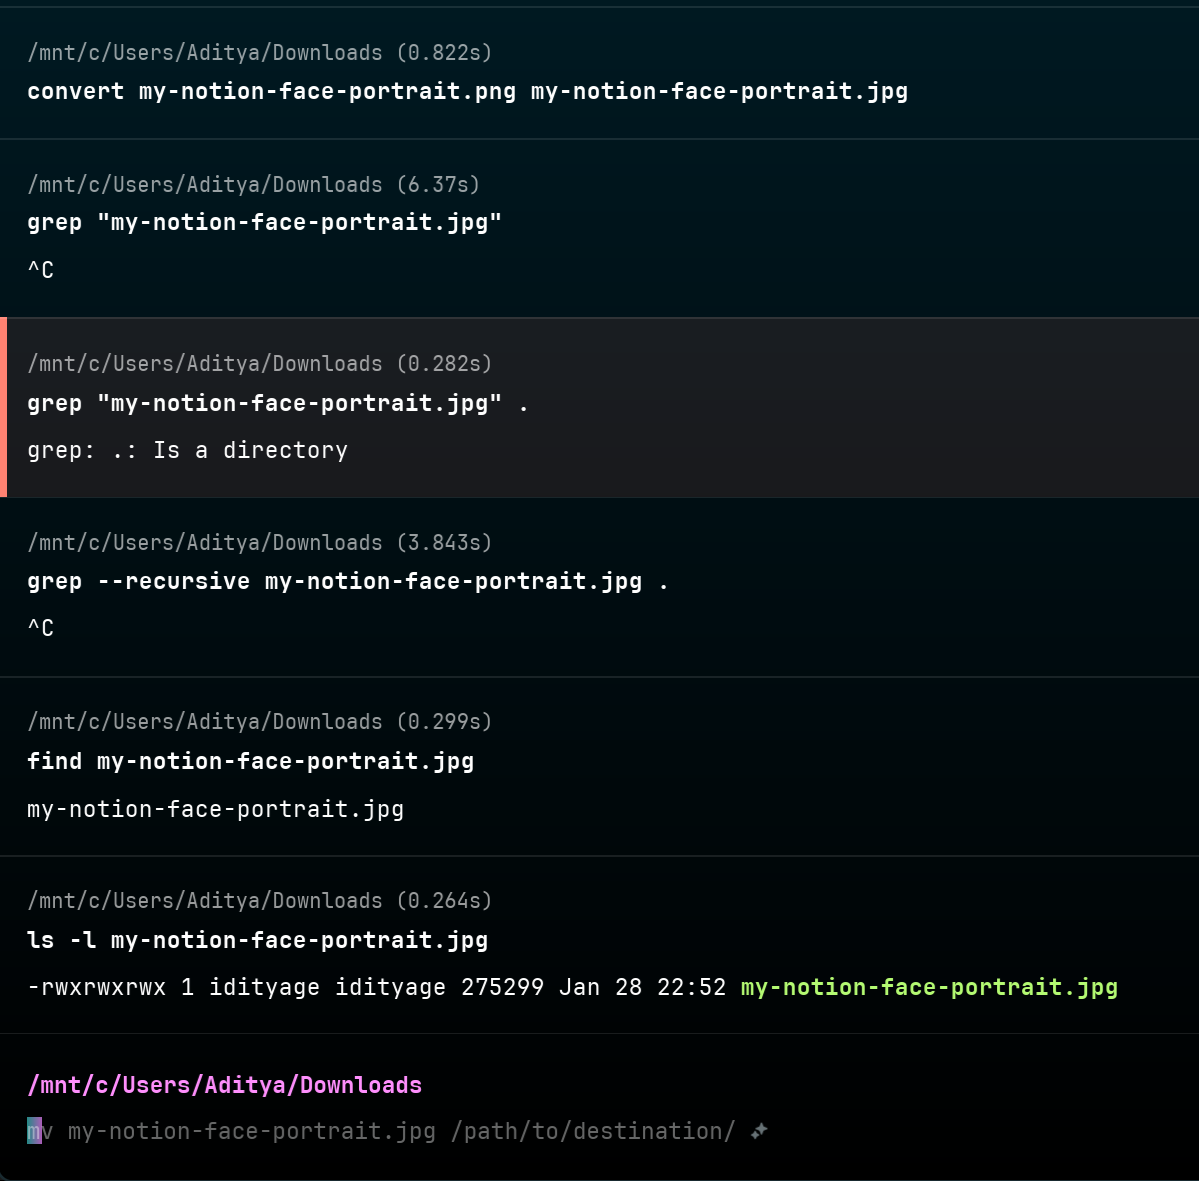 /mnt/c/Users/Aditya/Downloads (0.822s)
convert my-notion-face-portrait.png my-notion-face-portrait.jpg
/mnt/c/Users/Aditya/Downloads (6.37s)
grep "my-notion-face-portrait.jpg"
^C
/mnt/c/Users/Aditya/Downloads (0.282s)
grep "my-notion-face-portrait.jpg" .
grep: .: Is a directory
/mnt/c/Users/Aditya/Downloads (3.843s)
grep --recursive my-notion-face-portrait.jpg .
^C
/mnt/c/Users/Aditya/Downloads (0.299s)
find my-notion-face-portrait.jpg
my-notion-face-portrait.jpg
/mnt/c/Users/Aditya/Downloads (0.264s)
ls -l my-notion-face-portrait.jpg
-rwxrwxrwx 1 idityage idityage 275299 Jan 28 22:52 my-notion-face-portrait.jpg
/mnt/c/Users/Aditya/Downloads
mv my-notion-face-portrait.jpg /path/to/destination/